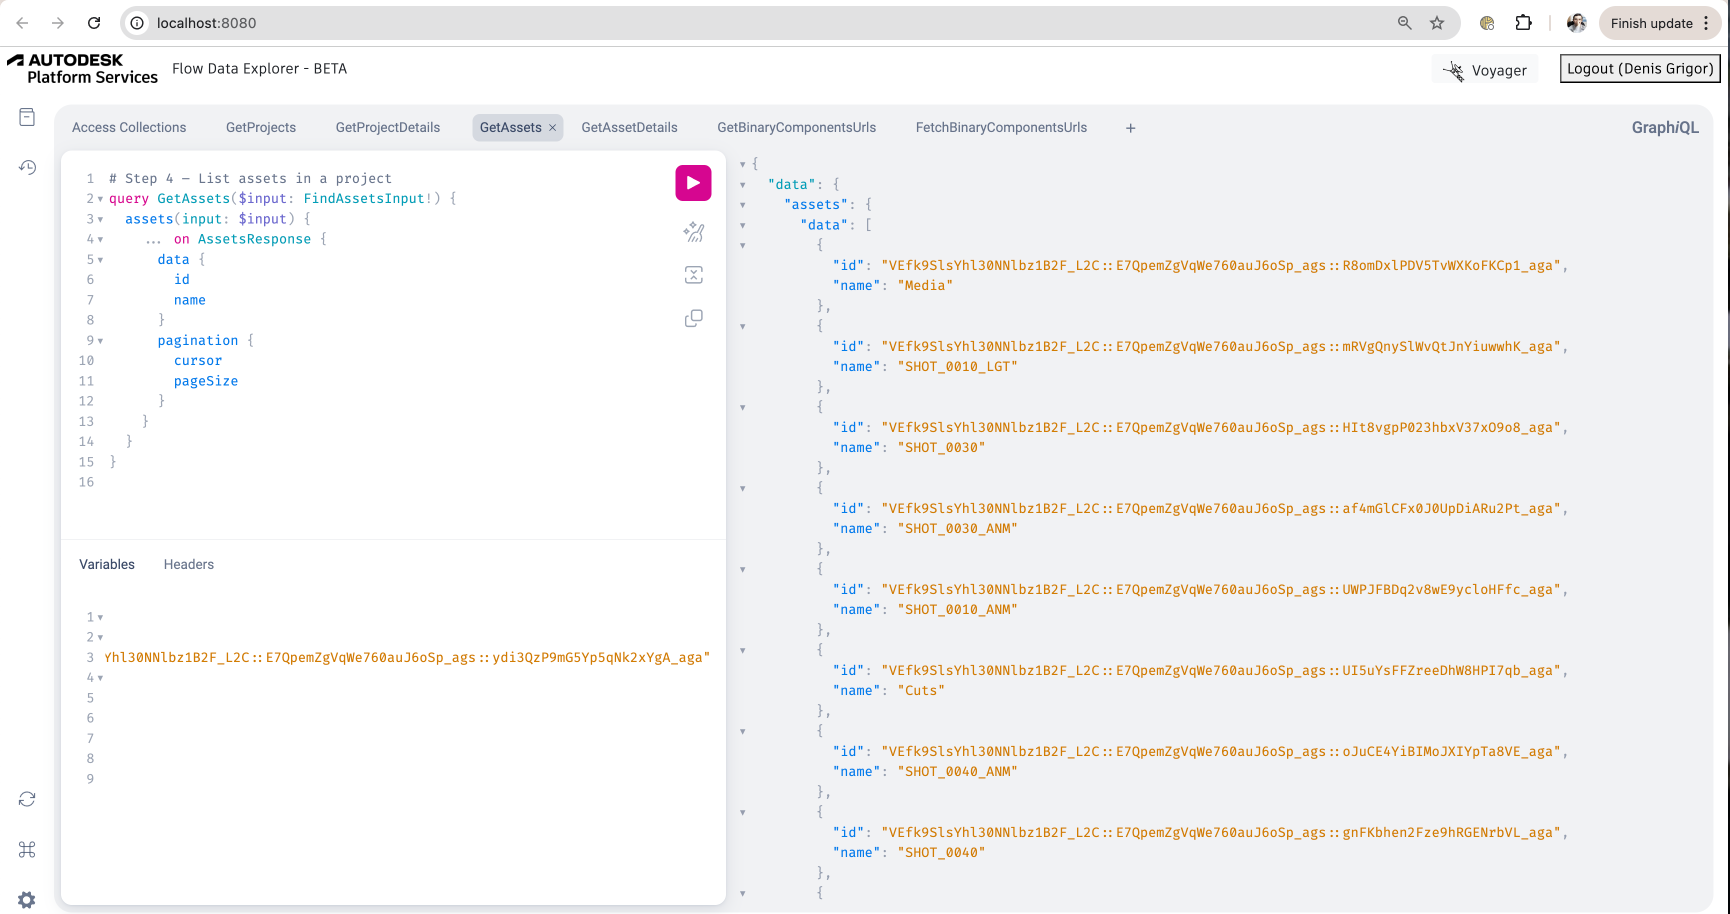 localhost:8080
Finish update
AUTODESK
Platform Services
Flow Data Explorer - BETA
Voyager
Logout (Denis Grigor)
Access Collections
GetProjects
GetProjectDetails
GetAssets ×
GetAssetDetails
GetBinaryComponentsUrls
FetchBinaryComponentsUrls
+
GraphiQL
1 # Step 4 – List assets in a project
2 query GetAssets($input: FindAssetsInput!) {
3 assets(input: $input) {
4 ... on AssetsResponse {
5 data {
6 id
7 name
8 }
9 pagination {
10 cursor
11 pageSize
12 }
13 }
14 }
15 }
16
Variables
Headers
1
2
3 Yhl30NNlbz1B2F_L2C::E7QpemZgVqWe760auJ6oSp_ags::ydi3QzP9mG5Yp5qNk2xYgA_aga"
4
5
6
7
8
9
{
"data": {
"assets": {
"data": [
{
"id": "VEfk9SlsYhl30NNlbz1B2F_L2C::E7QpemZgVqWe760auJ6oSp_ags::R8omDxlPDV5TvWXKoFKCp1_aga",
"name": "Media"
},
{
"id": "VEfk9SlsYhl30NNlbz1B2F_L2C::E7QpemZgVqWe760auJ6oSp_ags::mRVgQnySlWvQtJnYiuwwhK_aga",
"name": "SHOT_0010_LGT"
},
{
"id": "VEfk9SlsYhl30NNlbz1B2F_L2C::E7QpemZgVqWe760auJ6oSp_ags::HIt8vgpP023hbxV37xO9o8_aga",
"name": "SHOT_0030"
},
{
"id": "VEfk9SlsYhl30NNlbz1B2F_L2C::E7QpemZgVqWe760auJ6oSp_ags::af4mGlCFx0J0UpDiARu2Pt_aga",
"name": "SHOT_0030_ANM"
},
{
"id": "VEfk9SlsYhl30NNlbz1B2F_L2C::E7QpemZgVqWe760auJ6oSp_ags::UWPJFBDq2v8wE9ycloHFfc_aga",
"name": "SHOT_0010_ANM"
},
{
"id": "VEfk9SlsYhl30NNlbz1B2F_L2C::E7QpemZgVqWe760auJ6oSp_ags::UI5uYsFFZreeDhW8HPI7qb_aga",
"name": "Cuts"
},
{
"id": "VEfk9SlsYhl30NNlbz1B2F_L2C::E7QpemZgVqWe760auJ6oSp_ags::oJuCE4YiBIMoJXIYpTa8VE_aga",
"name": "SHOT_0040_ANM"
},
{
"id": "VEfk9SlsYhl30NNlbz1B2F_L2C::E7QpemZgVqWe760auJ6oSp_ags::gnFKbhen2Fze9hRGENrbVL_aga",
"name": "SHOT_0040"
},
{